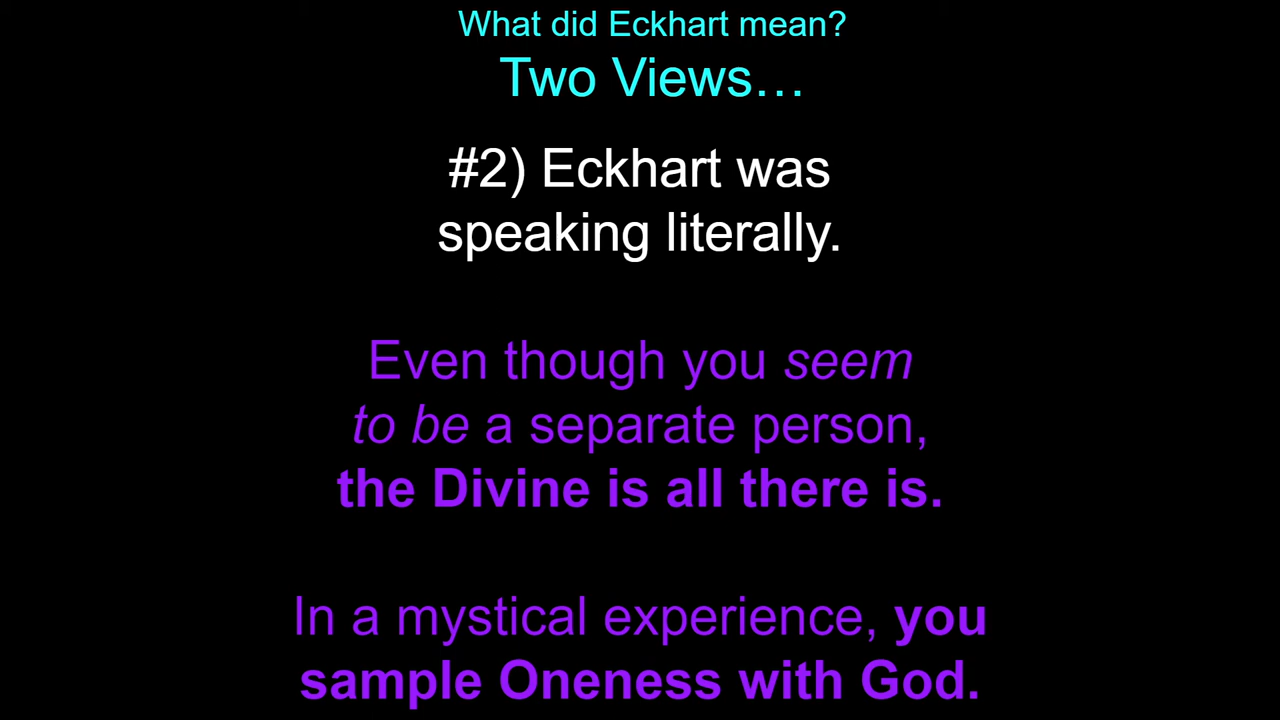 What did Eckhart mean?
Two Views…
#2) Eckhart was
speaking literally.
Even though you seem
to be a separate person,
the Divine is all there is.
In a mystical experience, you
sample Oneness with God.